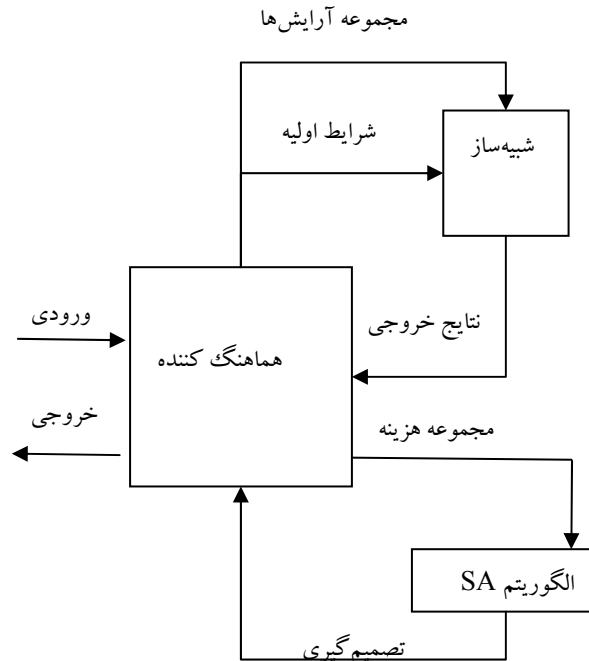 مجموعه آرایش‌ها
شرایط اولیه
شبیه‌ساز
ورودی
نتایج خروجی
هماهنگ کننده
خروجی
مجموعه هزینه
الگوریتم SA
تصمیم‌گیری